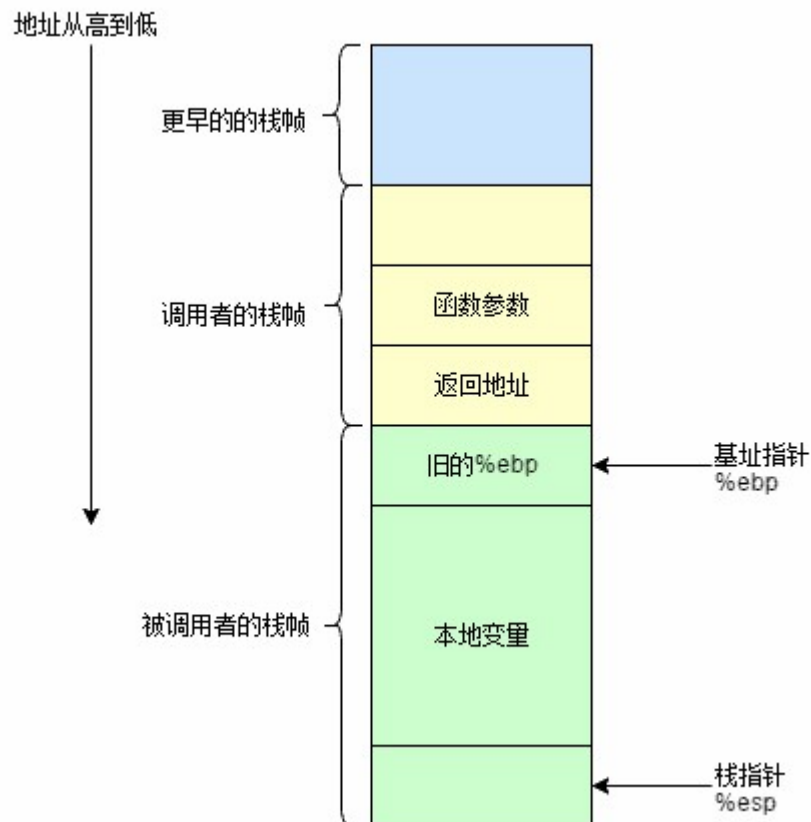 地址从高到低
更早的的栈帧
调用者的栈帧
函数参数
返回地址
旧的%ebp
基址指针
%ebp
被调用者的栈帧
本地变量
栈指针
%esp